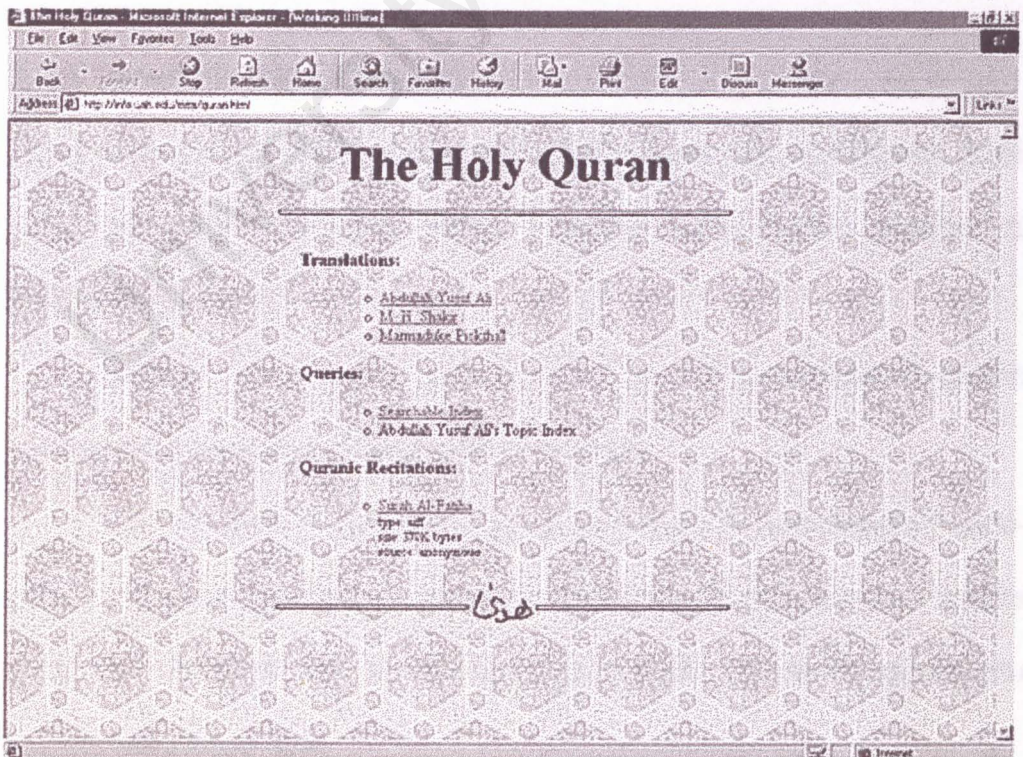 The Holy Quran - Microsoft Internet Explorer - [Working Offline]
File Edit View Favorites Tools Help
Back Forward Stop Refresh Home Search Favorites History Mail Print Edit Discuss Messenger
Address Links
The Holy Quran
Translations:
Abdullah Yusuf Ali
M. H. Shakir
Marmaduke Pickthall
Queries:
Searchable Index
Abdullah Yusuf Ali's Topic Index
Quranic Recitations:
Surah Al-Fatiha
type: aiff
size: 370K bytes
source: anonymous
Internet